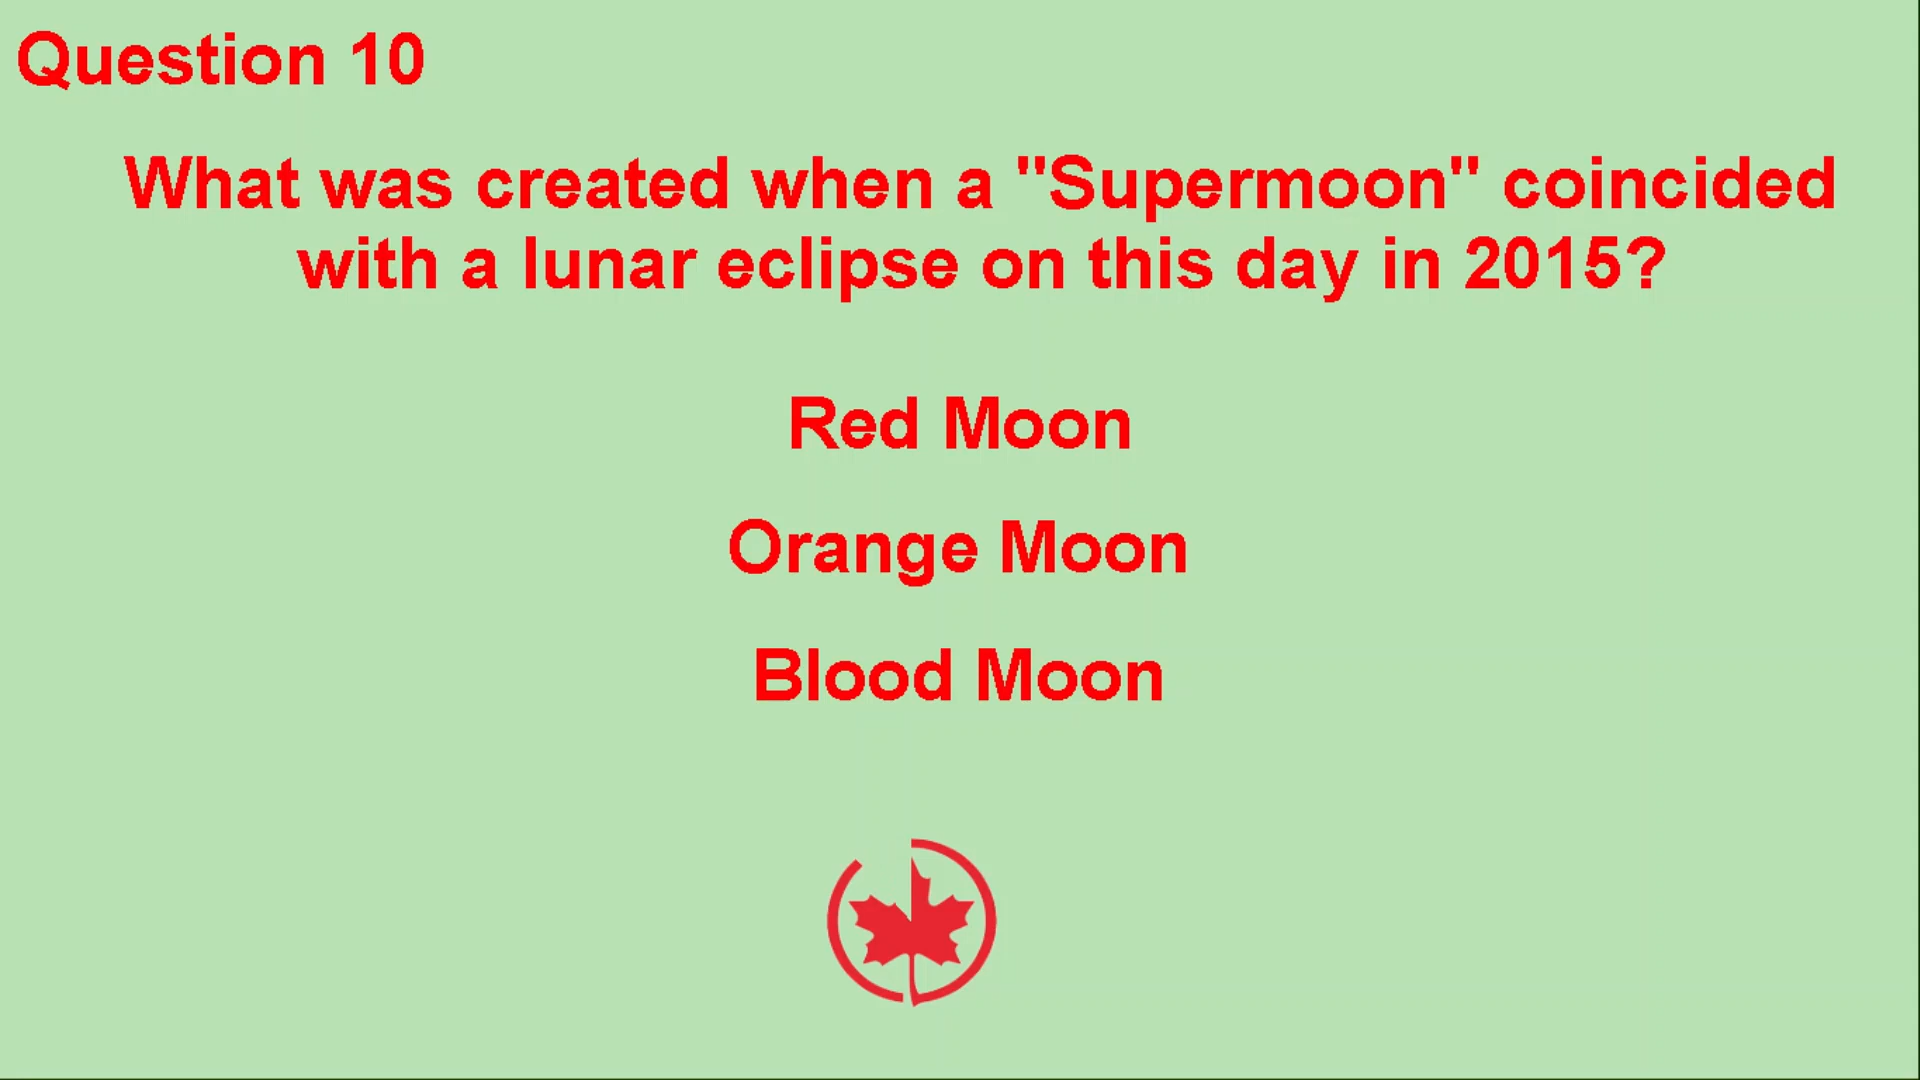 Question 10
What was created when a "Supermoon" coincided
with a lunar eclipse on this day in 2015?
Red Moon
Orange Moon
Blood Moon